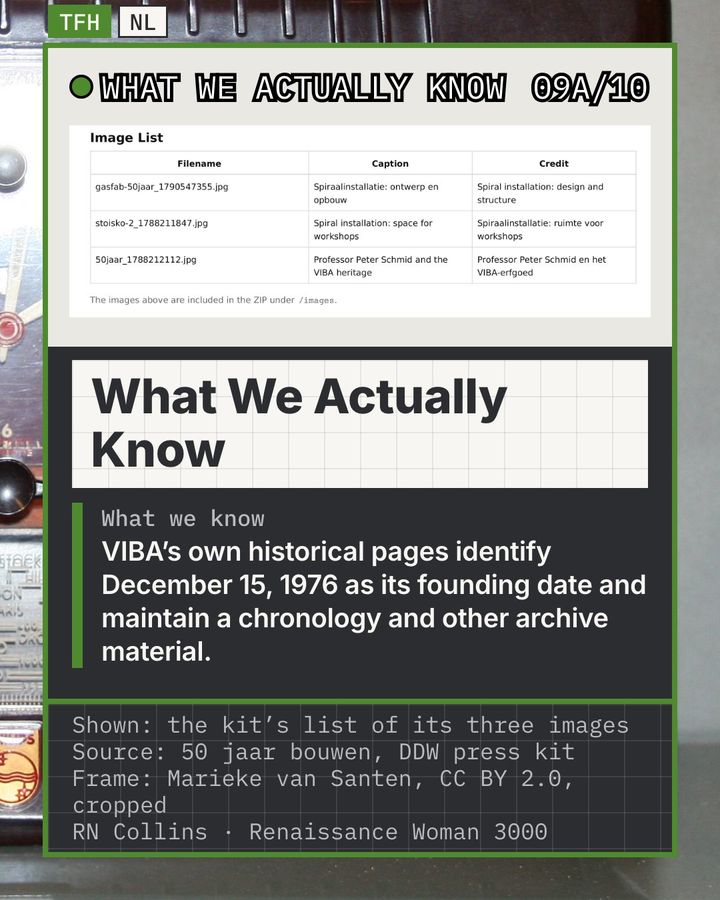 TFH NL
WHAT WE ACTUALLY KNOW 09A/10
Image List
Filename Caption Credit
gasfab-50jaar_1790547355.jpg Spiraalinstallatie: ontwerp en opbouw Spiral installation: design and structure
stoisko-2_1788211847.jpg Spiral installation: space for workshops Spiraalinstallatie: ruimte voor workshops
50jaar_1788212112.jpg Professor Peter Schmid and the VIBA heritage Professor Peter Schmid en het VIBA-erfgoed
The images above are included in the ZIP under /images.
What We Actually
Know
What we know
VIBA’s own historical pages identify
December 15, 1976 as its founding date and
maintain a chronology and other archive
material.
Shown: the kit’s list of its three images
Source: 50 jaar bouwen, DDW press kit
Frame: Marieke van Santen, CC BY 2.0,
cropped
RN Collins · Renaissance Woman 3000